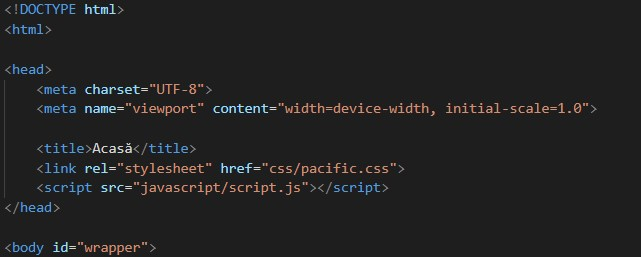 <!DOCTYPE html>
<html>
<head>
<meta charset="UTF-8">
<meta name="viewport" content="width=device-width, initial-scale=1.0">
<title>Acasă</title>
<link rel="stylesheet" href="css/pacific.css">
<script src="javascript/script.js"></script>
</head>
<body id="wrapper">